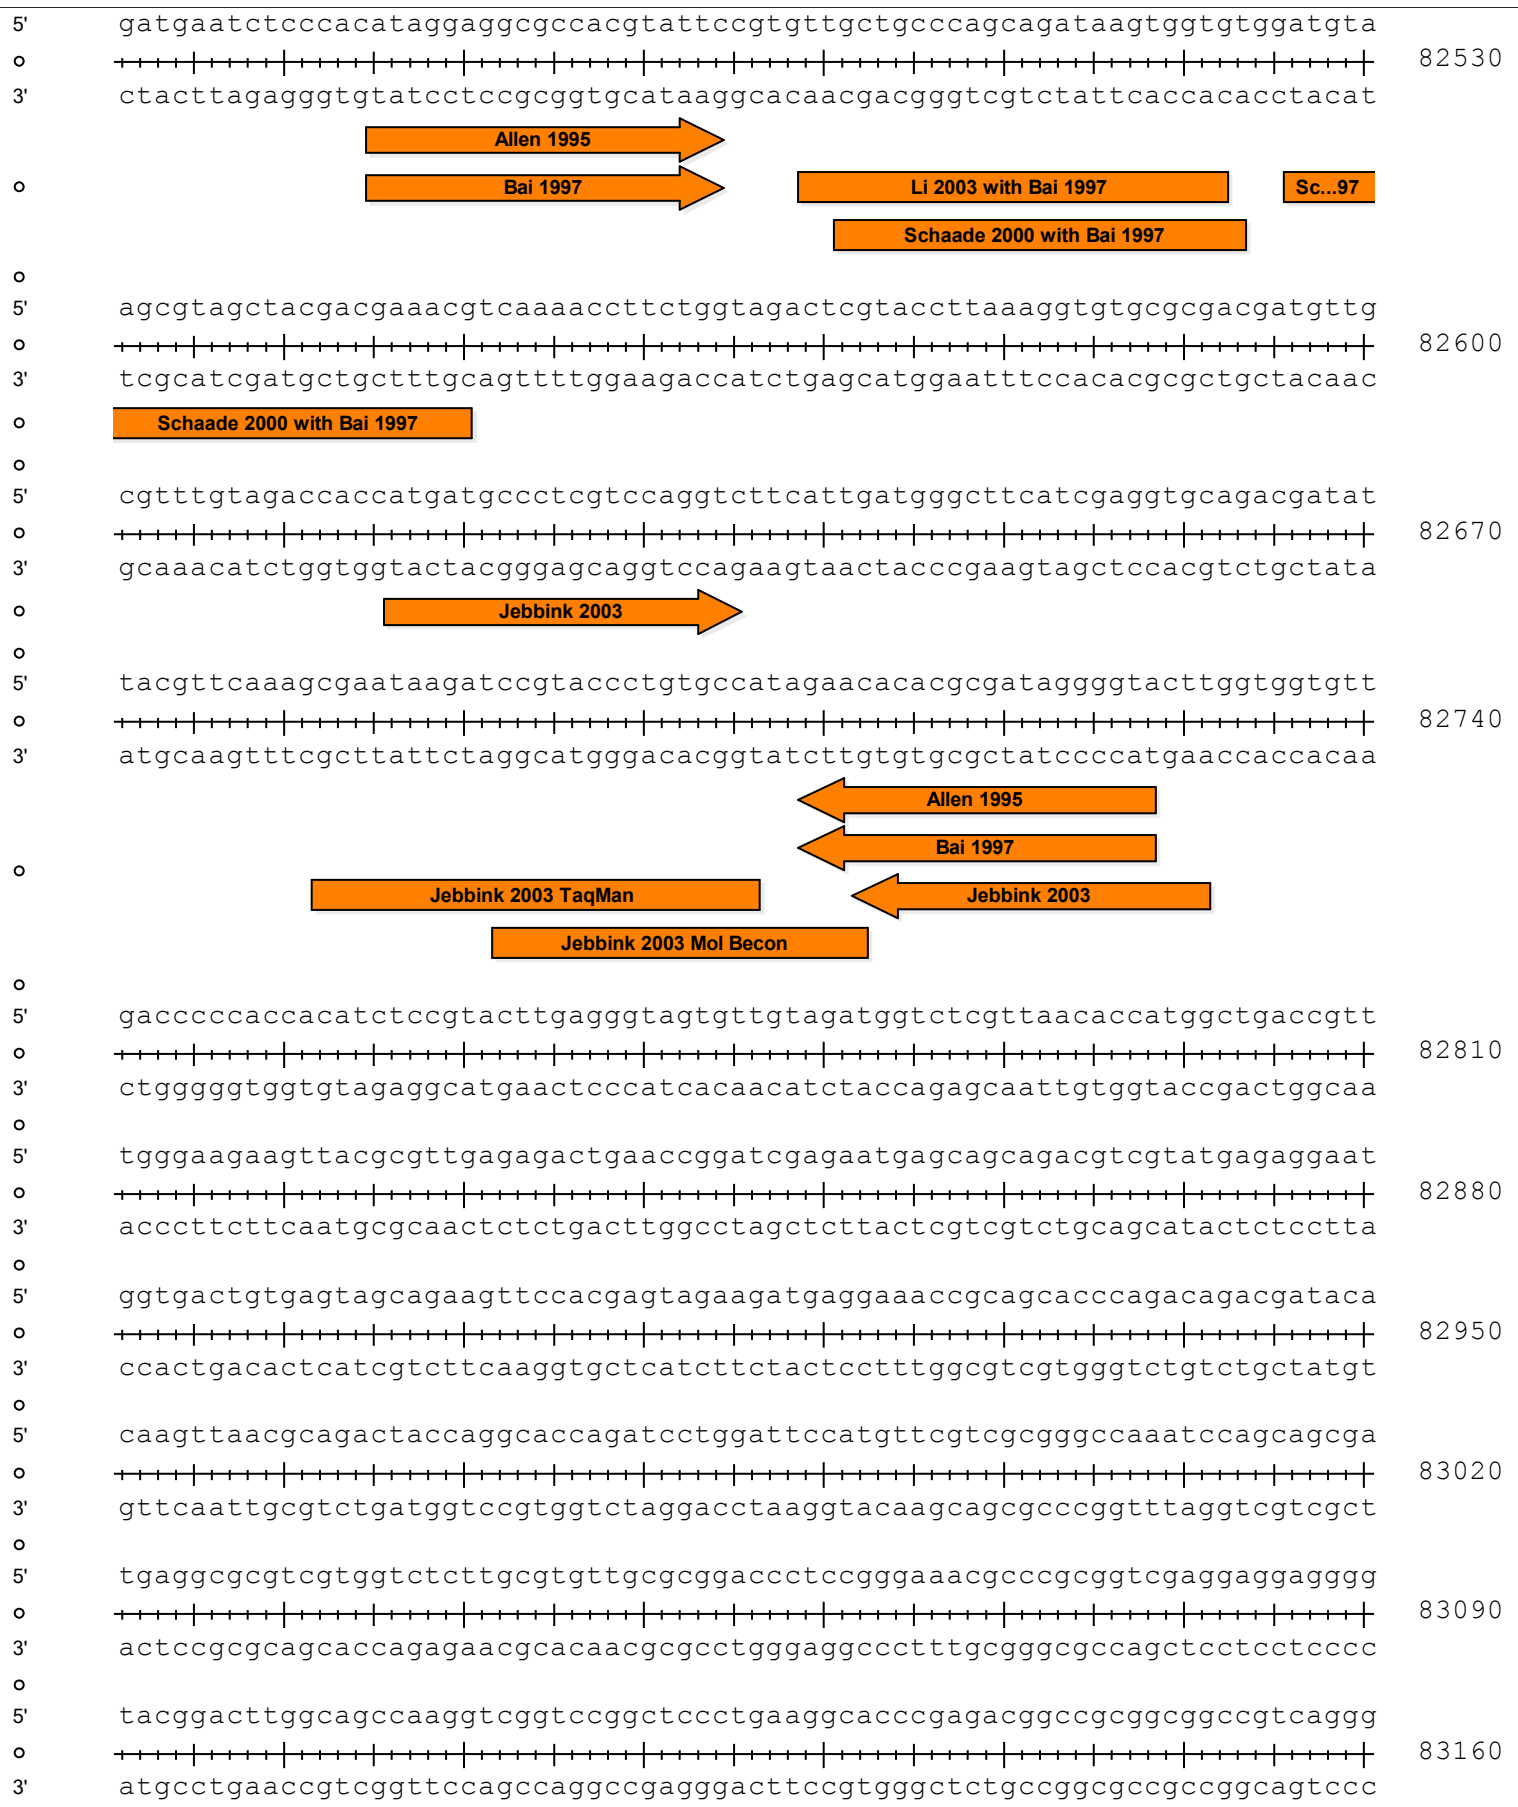 5' gatgaatctcccacataggaggcgccacgtattccgtgttgctgcccagcagataagtggtgtggatgta
82530
3' ctacttagagggtgtatcctccgcggtgcataaggcacaacgacgggtcgtctattcaccacacctacat
Allen 1995
Bai 1997 Li 2003 with Bai 1997 Sc...97
Schaade 2000 with Bai 1997
5' agcgtagctacgacgaaacgtcaaaaccttctggtagactcgtaccttaaaggtgtgcgcgacgatgttg
82600
3' tcgcatcgatgctgctttgcagttttggaagaccatctgagcatggaatttccacacgcgctgctacaac
Schaade 2000 with Bai 1997
5' cgtttgtagaccaccatgatgccctcgtccaggtcttcattgatgggcttcatcgaggtgcagacgatat
82670
3' gcaaacatctggtggtactacgggagcaggtccagaagtaactacccgaagtagctccacgtctgctata
Jebbink 2003
5' tacgttcaaagcgaataagatccgtaccctgtgccatagaacacacgcgataggggtacttggtggtgtt
82740
3' atgcaagtttcgcttattctaggcatgggacacggtatcttgtgtgcgctatccccatgaaccaccacaa
Allen 1995
Bai 1997
Jebbink 2003 TaqMan Jebbink 2003
Jebbink 2003 Mol Becon
5' gacccccaccacatctccgtacttgagggtagtgttgtagatggtctcgttaacaccatggctgaccgtt
82810
3' ctgggggtggtgtagaggcatgaactcccatcacaacatctaccagagcaattgtggtaccgactggcaa
5' tgggaagaagttacgcgttgagagactgaaccggatcgagaatgagcagcagacgtcgtatgagaggaat
82880
3' acccttcttcaatgcgcaactctctgacttggcctagctcttactcgtcgtctgcagcatactctcctta
5' ggtgactgtgagtagcagaagttccacgagtagaagatgaggaaaccgcagcacccagacagacgataca
82950
3' ccactgacactcatcgtcttcaaggtgctcatcttctactcctttggcgtcgtgggtctgtctgctatgt
5' caagttaacgcagactaccaggcaccagatcctggattccatgttcgtcgcgggccaaatccagcagcga
83020
3' gttcaattgcgtctgatggtccgtggtctaggacctaaggtacaagcagcgcccggtttaggtcgtcgct
5' tgaggcgcgtcgtggtctcttgcgtgttgcgcggaccctccgggaaacgcccgcggtcgaggaggagggg
83090
3' actccgcgcagcaccagagaacgcacaacgcgcctgggaggccctttgcgggcgccagctcctcctcccc
5' tacggacttggcagccaaggtcggtccggctccctgaaggcacccgagacggccgcggcggccgtcaggg
83160
3' atgcctgaaccgtcggttccagccaggccgagggacttccgtgggctctgccggcgccgccggcagtccc